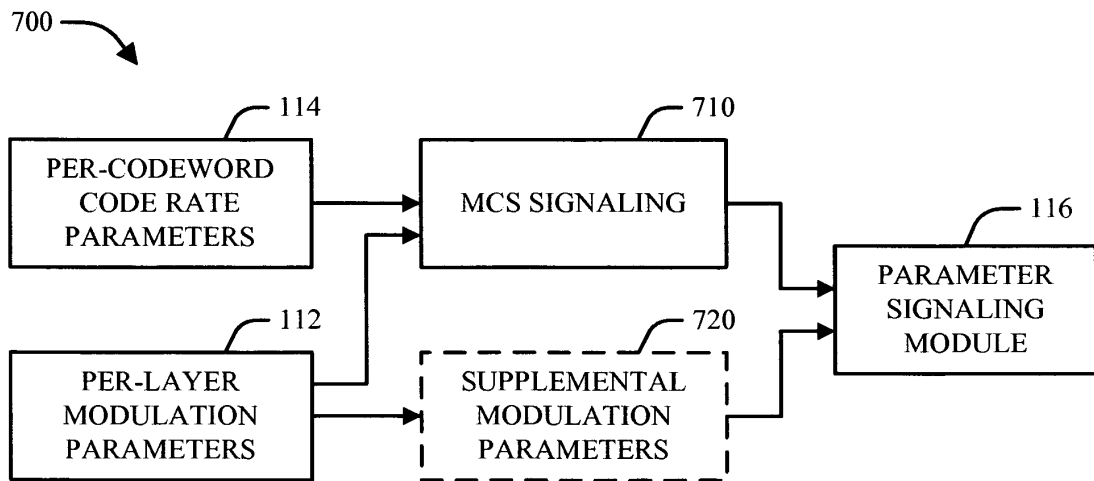 700
114
PER-CODEWORD
CODE RATE
PARAMETERS
710
MCS SIGNALING
116
PARAMETER
SIGNALING
MODULE
112
PER-LAYER
MODULATION
PARAMETERS
720
SUPPLEMENTAL
MODULATION
PARAMETERS